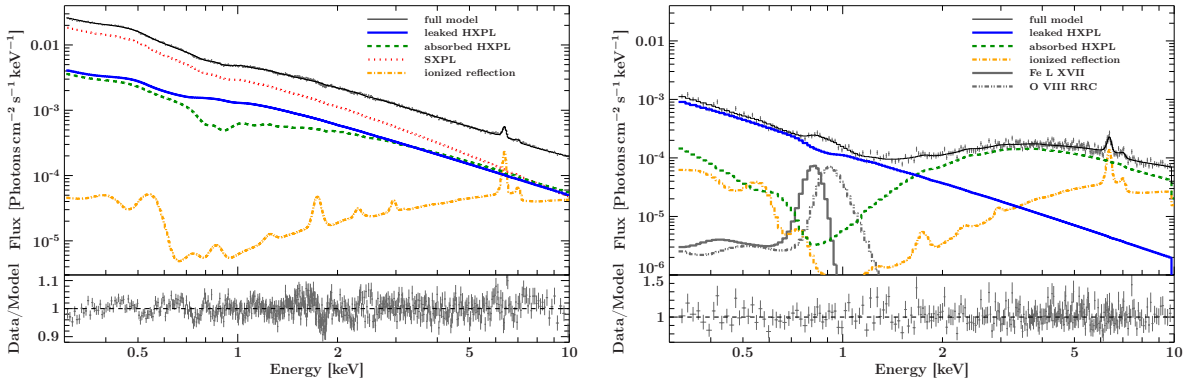 full model
leaked HXPL
absorbed HXPL
SXPL
ionized reflection
0.01
10⁻³
10⁻⁴
10⁻⁵
Flux [Photons cm⁻² s⁻¹ keV⁻¹]
1.1
1
0.9
Data/Model
0.5 1 2 5 10
Energy [keV]
full model
leaked HXPL
absorbed HXPL
ionized reflection
Fe L XVII
O VIII RRC
0.01
10⁻³
10⁻⁴
10⁻⁵
10⁻⁶
Flux [Photons cm⁻² s⁻¹ keV⁻¹]
1.5
1
Data/Model
0.5 1 2 5 10
Energy [keV]